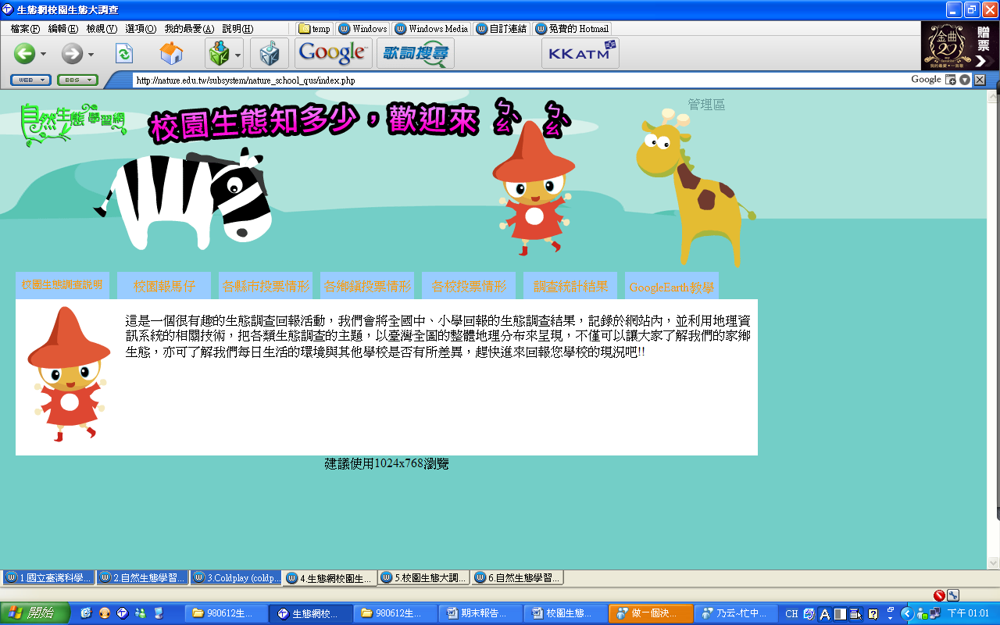 生態網校園生態大調查
檔案(F) 編輯(E) 檢視(V) 選項(O) 我的最愛(A) 說明(H) temp Windows Windows Media 自訂連結 免費的 Hotmail
金曲20 贈票
Google 歌詞搜尋 KKATM
WEB BBS http://nature.edu.tw/subsystem/nature_school_qus/index.php Google
自然生態學習網
校園生態知多少，歡迎來ㄅㄠˋㄅㄠˋ
管理區
校園生態調查說明 校園報馬仔 各縣市投票情形 各鄉鎮投票情形 各校投票情形 調查統計結果 GoogleEarth教學
這是一個很有趣的生態調查回報活動，我們會將全國中、小學回報的生態調查結果，記錄於網站內，並利用地理資
訊系統的相關技術，把各類生態調查的主題，以臺灣全區的整體地理分布來呈現，不僅可以讓大家了解我們的家鄉
生態，亦可了解我們每日生活的環境與其他學校是否有所差異，趕快進來回報您學校的現況吧!!
建議使用1024x768瀏覽
1.國立臺灣科學... 2.自然生態學習... 3.Coldplay (coldp... 4.生態網校園生... 5.校園生態大調... 6.自然生態學習...
開始 980612生... 生態網校... 980612生... 期末報告... 校園生態... 做一個決... 乃云~忙中... CH 下午 01:01